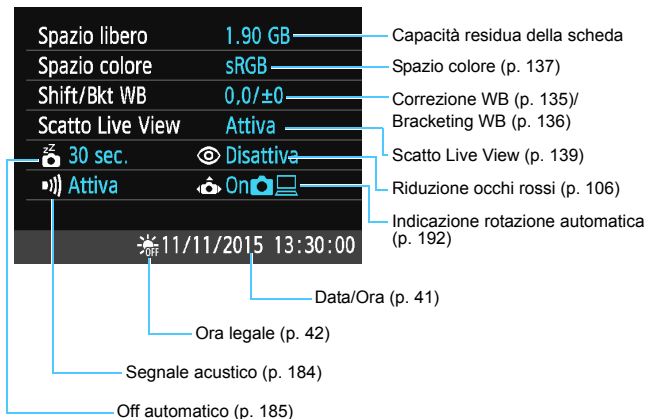 Spazio libero 1.90 GB Capacità residua della scheda
Spazio colore sRGB Spazio colore (p. 137)
Shift/Bkt WB 0,0/±0 Correzione WB (p. 135)/
Bracketing WB (p. 136)
Scatto Live View Attiva Scatto Live View (p. 139)
zZ 30 sec. Disattiva Riduzione occhi rossi (p. 106)
Attiva On Indicazione rotazione automatica
(p. 192)
OFF 11/11/2015 13:30:00
Data/Ora (p. 41)
Ora legale (p. 42)
Segnale acustico (p. 184)
Off automatico (p. 185)